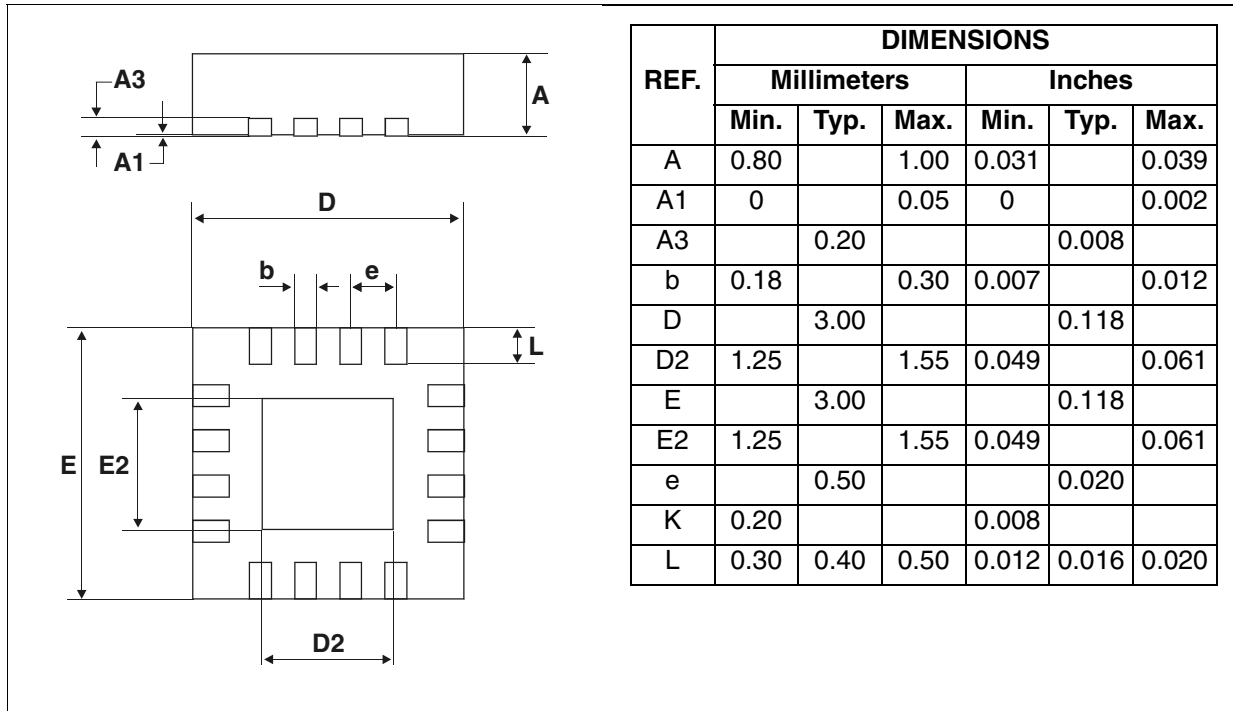 A3
A
A1
D
b e
L
E E2
D2
DIMENSIONS
REF. Millimeters Inches
Min. Typ. Max. Min. Typ. Max.
A 0.80 1.00 0.031 0.039
A1 0 0.05 0 0.002
A3 0.20 0.008
b 0.18 0.30 0.007 0.012
D 3.00 0.118
D2 1.25 1.55 0.049 0.061
E 3.00 0.118
E2 1.25 1.55 0.049 0.061
e 0.50 0.020
K 0.20 0.008
L 0.30 0.40 0.50 0.012 0.016 0.020